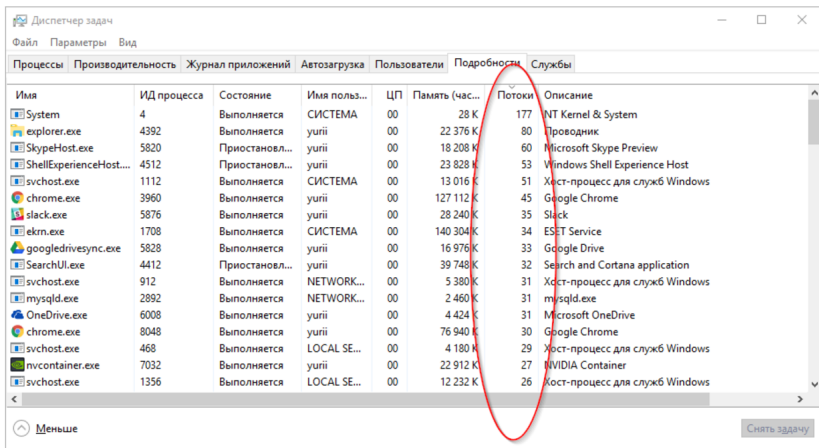 Диспетчер задач
Файл Параметры Вид
Процессы Производительность Журнал приложений Автозагрузка Пользователи Подробности Службы
Имя ИД процесса Состояние Имя польз... ЦП Память (час... Потоки Описание
System 4 Выполняется СИСТЕМА 00 28 K 177 NT Kernel & System
explorer.exe 4392 Выполняется yurii 00 22 376 K 80 Проводник
SkypeHost.exe 5820 Приостановл... yurii 00 18 208 K 60 Microsoft Skype Preview
ShellExperienceHost.... 4512 Приостановл... yurii 00 23 828 K 53 Windows Shell Experience Host
svchost.exe 1112 Выполняется СИСТЕМА 00 13 016 K 51 Хост-процесс для служб Windows
chrome.exe 3960 Выполняется yurii 00 127 112 K 45 Google Chrome
slack.exe 5876 Выполняется yurii 00 28 240 K 35 Slack
ekrn.exe 1708 Выполняется СИСТЕМА 00 140 304 K 34 ESET Service
googledrivesync.exe 5828 Выполняется yurii 00 16 976 K 33 Google Drive
SearchUI.exe 4412 Приостановл... yurii 00 39 748 K 32 Search and Cortana application
svchost.exe 912 Выполняется NETWORK... 00 5 380 K 31 Хост-процесс для служб Windows
mysqld.exe 2892 Выполняется NETWORK... 00 2 460 K 31 mysqld.exe
OneDrive.exe 6008 Выполняется yurii 00 4 424 K 31 Microsoft OneDrive
chrome.exe 8048 Выполняется yurii 00 76 940 K 30 Google Chrome
svchost.exe 468 Выполняется LOCAL SE... 00 4 180 K 29 Хост-процесс для служб Windows
nvcontainer.exe 7032 Выполняется yurii 00 22 912 K 27 NVIDIA Container
svchost.exe 1356 Выполняется LOCAL SE... 00 12 232 K 26 Хост-процесс для служб Windows
Меньше Снять задачу